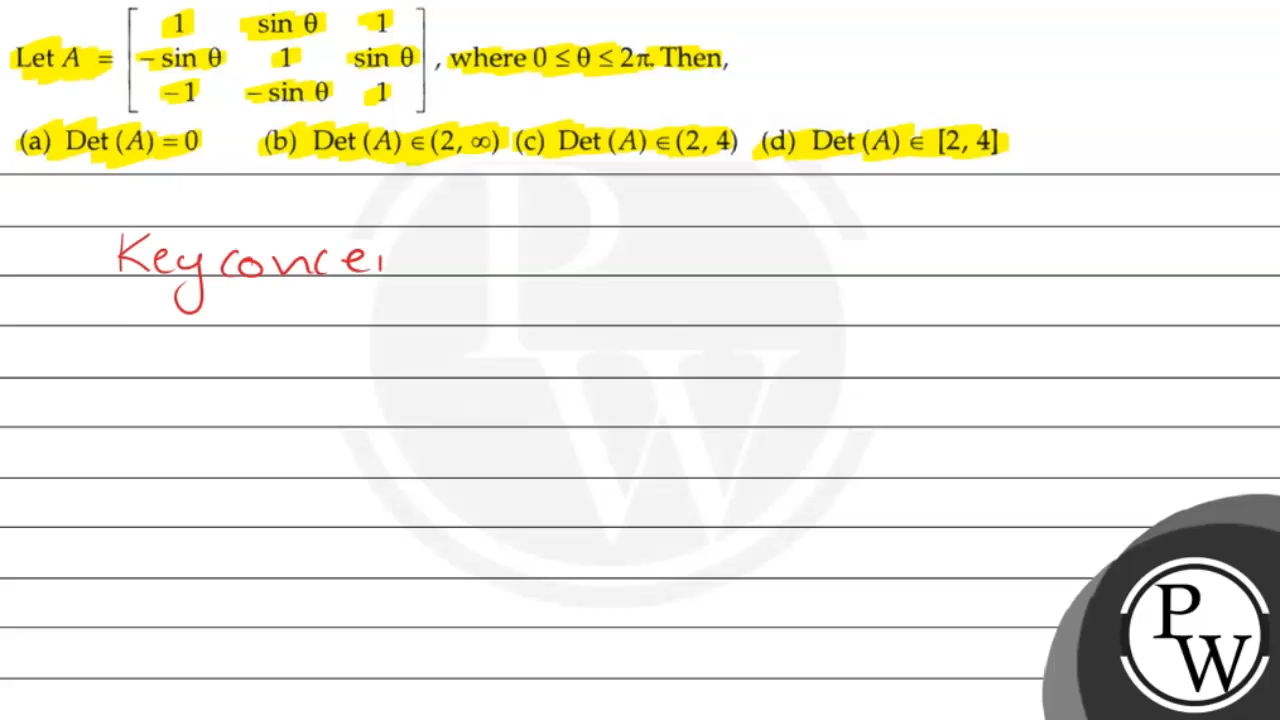 1 sin θ 1
Let A = − sin θ 1 sin θ , where 0 ≤ θ ≤ 2π. Then,
−1 − sin θ 1
(a) Det (A) = 0 (b) Det (A) ∈ (2, ∞) (c) Det (A) ∈ (2, 4) (d) Det (A) ∈ [2, 4]
Key concei
P
W
P
W